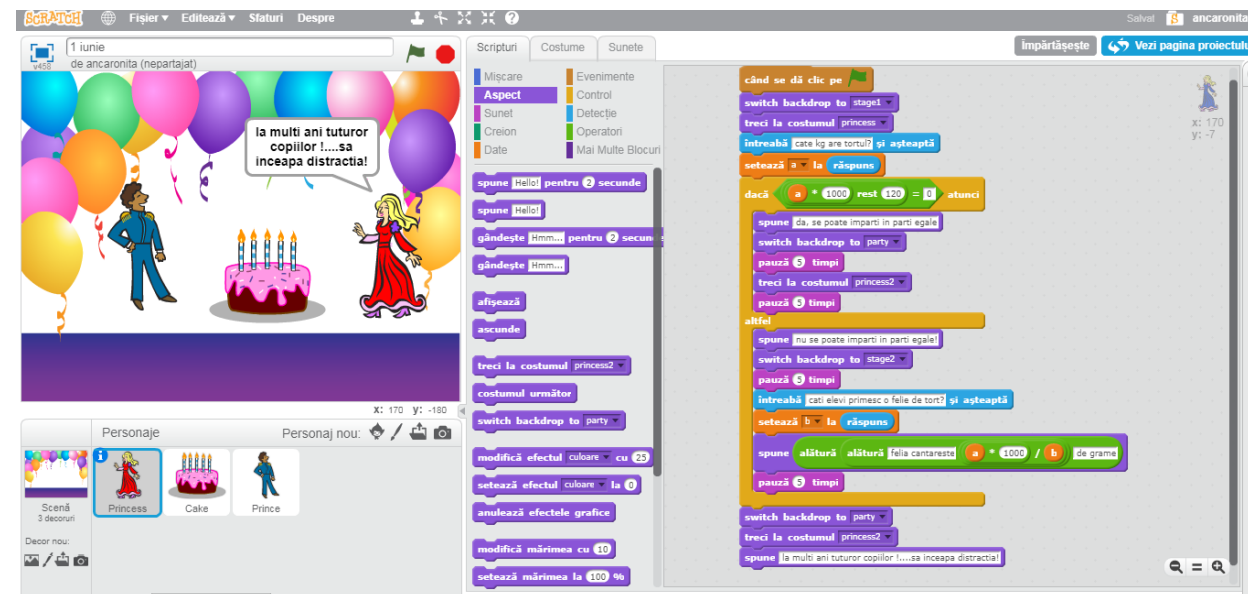 SCRATCH Fișier Editează Sfaturi Despre Salvat ancaronita
1 iunie
de ancaronita (nepartajat)
v458
Ia multi ani tuturor
copiilor !....sa
inceapa distractia!
X: 170 y: -180
Personaje Personaj nou:
Scenă
3 decoruri
Princess Cake Prince
Decor nou:
Scripturi Costume Sunete
Împărtășește Vezi pagina proiectulu
Mișcare Evenimente
Aspect Control
Sunet Detecție
Creion Operatori
Date Mai Multe Blocuri
spune Hello! pentru 2 secunde
spune Hello!
gândește Hmm... pentru 2 secun
gândește Hmm...
afișează
ascunde
treci la costumul princess2
costumul următor
switch backdrop to party
modifică efectul culoare cu 25
setează efectul culoare la 0
anulează efectele grafice
modifică mărimea cu 10
setează mărimea la 100 %
când se dă clic pe
switch backdrop to stage1
treci la costumul princess
întreabă cate kg are tortul? și așteaptă
setează a la răspuns
dacă a * 1000 rest 120 = 0 atunci
spune da, se poate imparti in parti egale
switch backdrop to party
pauză 5 timpi
treci la costumul princess2
pauză 5 timpi
altfel
spune nu se poate imparti in parti egale!
switch backdrop to stage2
pauză 5 timpi
întreabă cati elevi primesc o felie de tort? și așteaptă
setează b la răspuns
spune alătură alătură felia cantareste a * 1000 / b de grame
pauză 5 timpi
switch backdrop to party
treci la costumul princess2
spune la multi ani tuturor copiilor !....sa inceapa distractia!
x: 170
y: -7